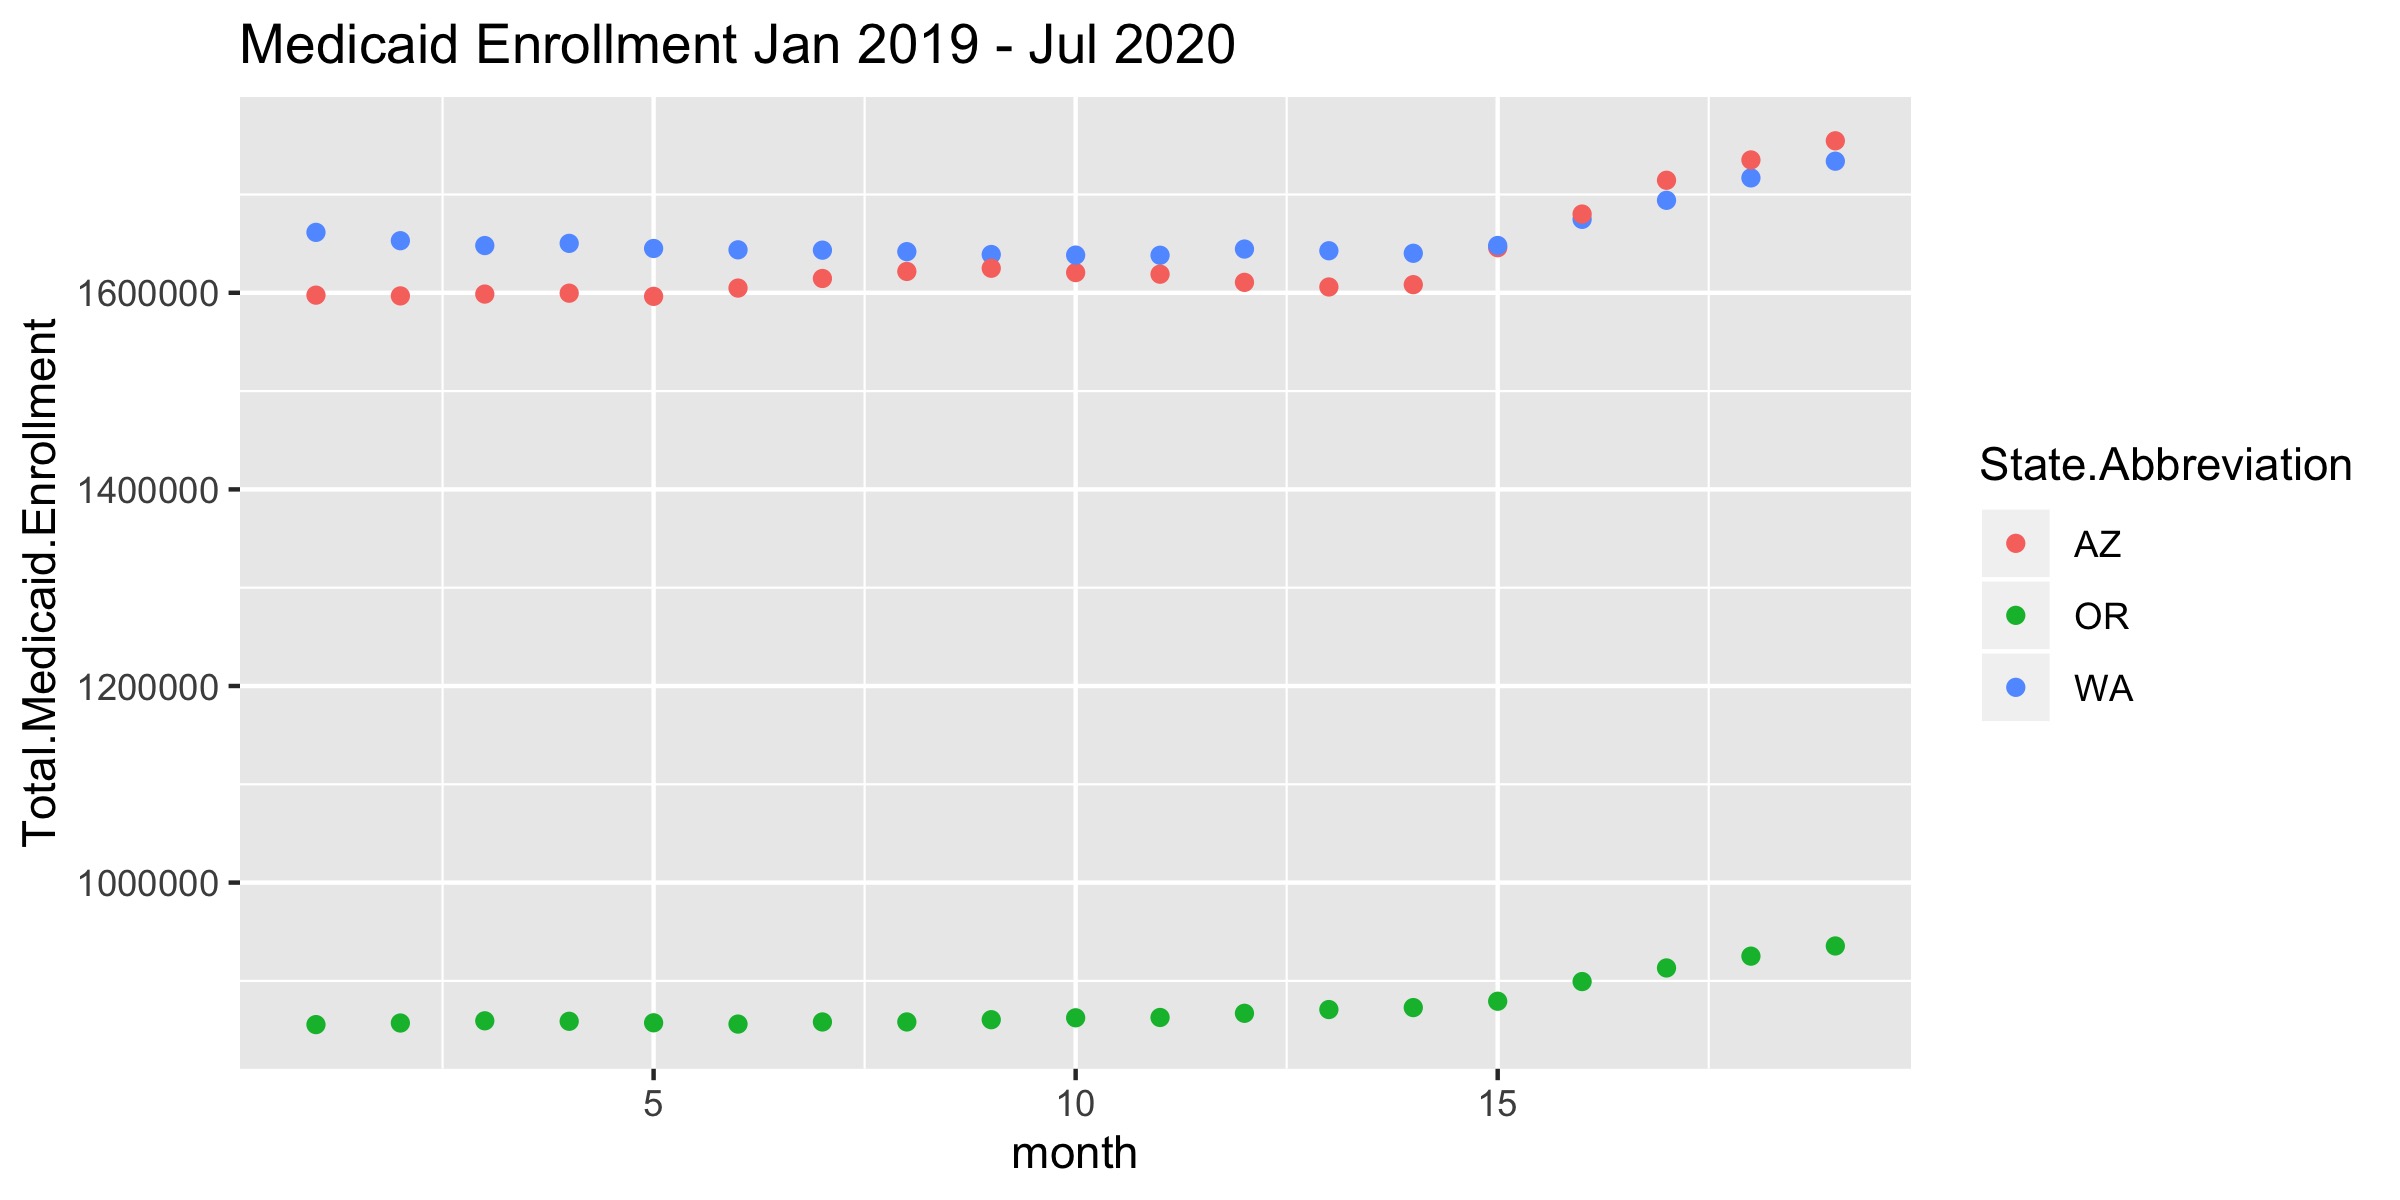 Medicaid Enrollment Jan 2019 - Jul 2020
Total.Medicaid.Enrollment
1600000
1400000
1200000
1000000
5
10
15
month
State.Abbreviation
AZ
OR
WA